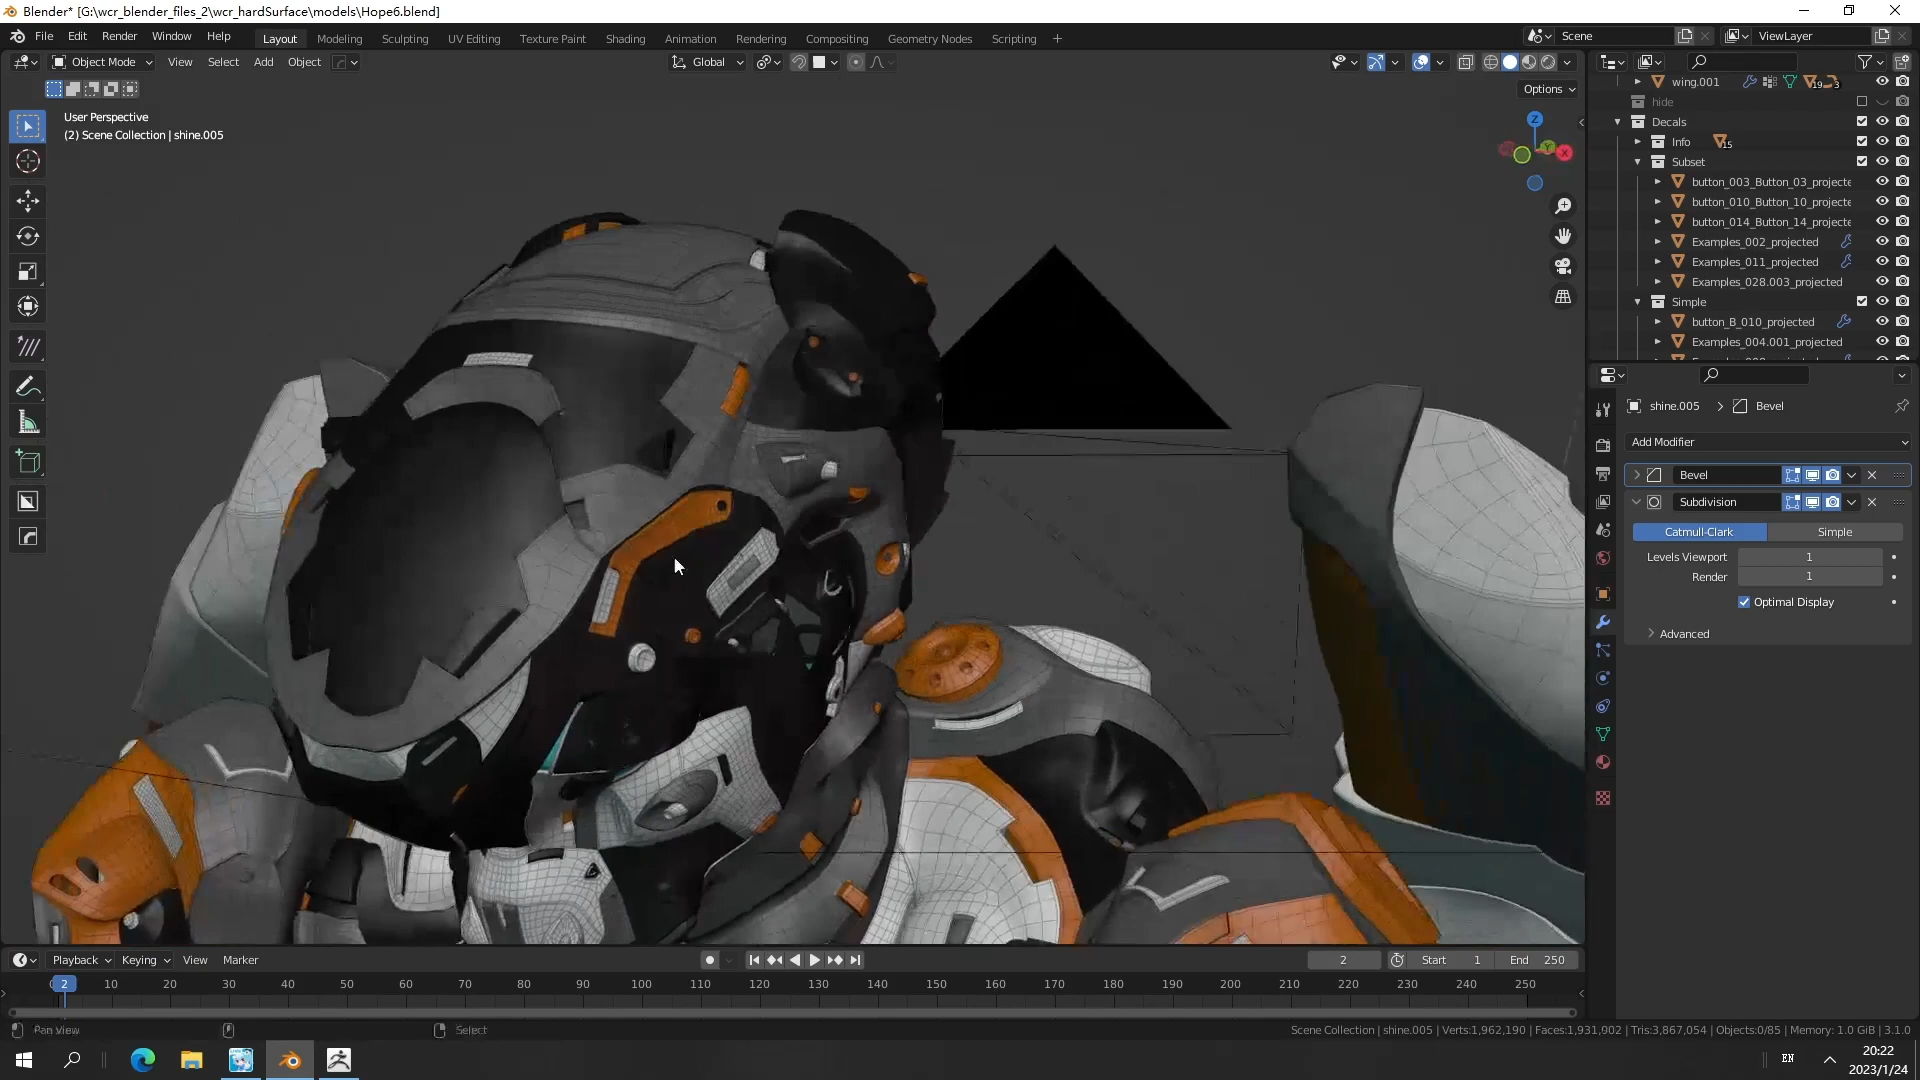 Blender* [G:\wcr_blender_files_2\wcr_hardSurface\models\Hope6.blend]
File Edit Render Window Help Layout Modeling Sculpting UV Editing Texture Paint Shading Animation Rendering Compositing Geometry Nodes Scripting + Scene ViewLayer
Object Mode View Select Add Object Global
Options
User Perspective
(2) Scene Collection | shine.005
Z
Y
X
wing.001 19 3
hide
Decals
Info 15
Subset
button_003_Button_03_projecte
button_010_Button_10_projecte
button_014_Button_14_projecte
Examples_002_projected
Examples_011_projected
Examples_028.003_projected
Simple
button_B_010_projected
Examples_004.001_projected
shine.005 > Bevel
Add Modifier
Bevel
Subdivision
Catmull-Clark Simple
Levels Viewport 1
Render 1
Optimal Display
Advanced
Playback Keying View Marker 2 Start 1 End 250
2 10 20 30 40 50 60 70 80 90 100 110 120 130 140 150 160 170 180 190 200 210 220 230 240 250
Pan View Select Scene Collection | shine.005 | Verts:1,962,190 | Faces:1,931,902 | Tris:3,867,054 | Objects:0/85 | Memory: 1.0 GiB | 3.1.0
EN
20:22
2023/1/24